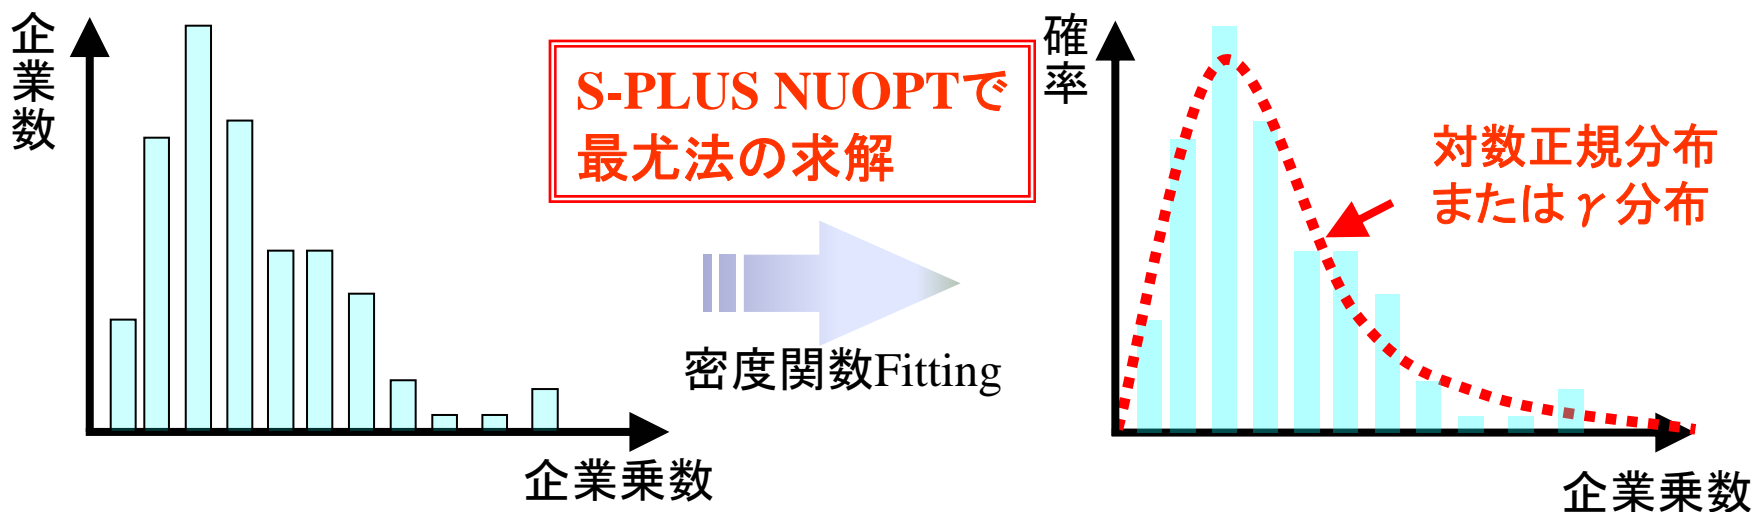 企業数
企業乗数
S-PLUS NUOPTで
最尤法の求解
密度関数Fitting
確率
対数正規分布
またはγ分布
企業乗数